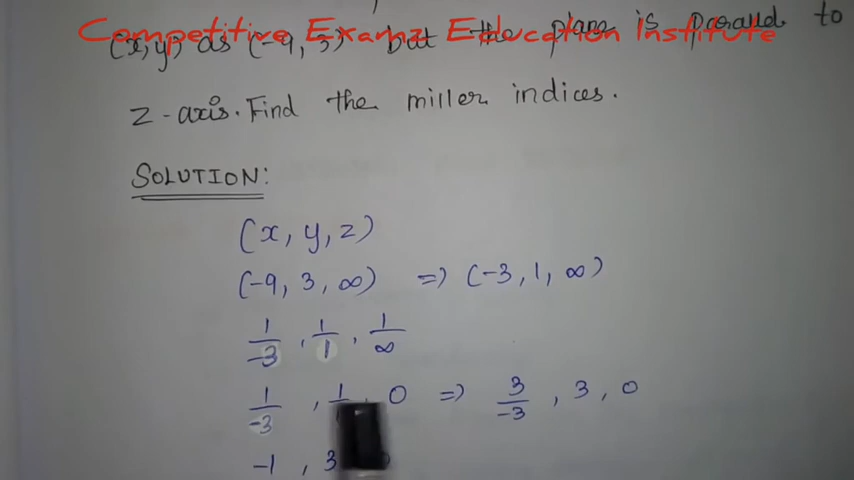 Competitive Examz Education Institute
(x,y) as (-9, 3) but the plane is parallel to
z-axis. Find the miller indices.
SOLUTION:
(x, y, z)
(-9, 3, ∞) => (-3, 1, ∞)
1/-3 , 1/1 , 1/∞
1/-3 , 1/ , 0 => 3/-3 , 3 , 0
-1 , 3